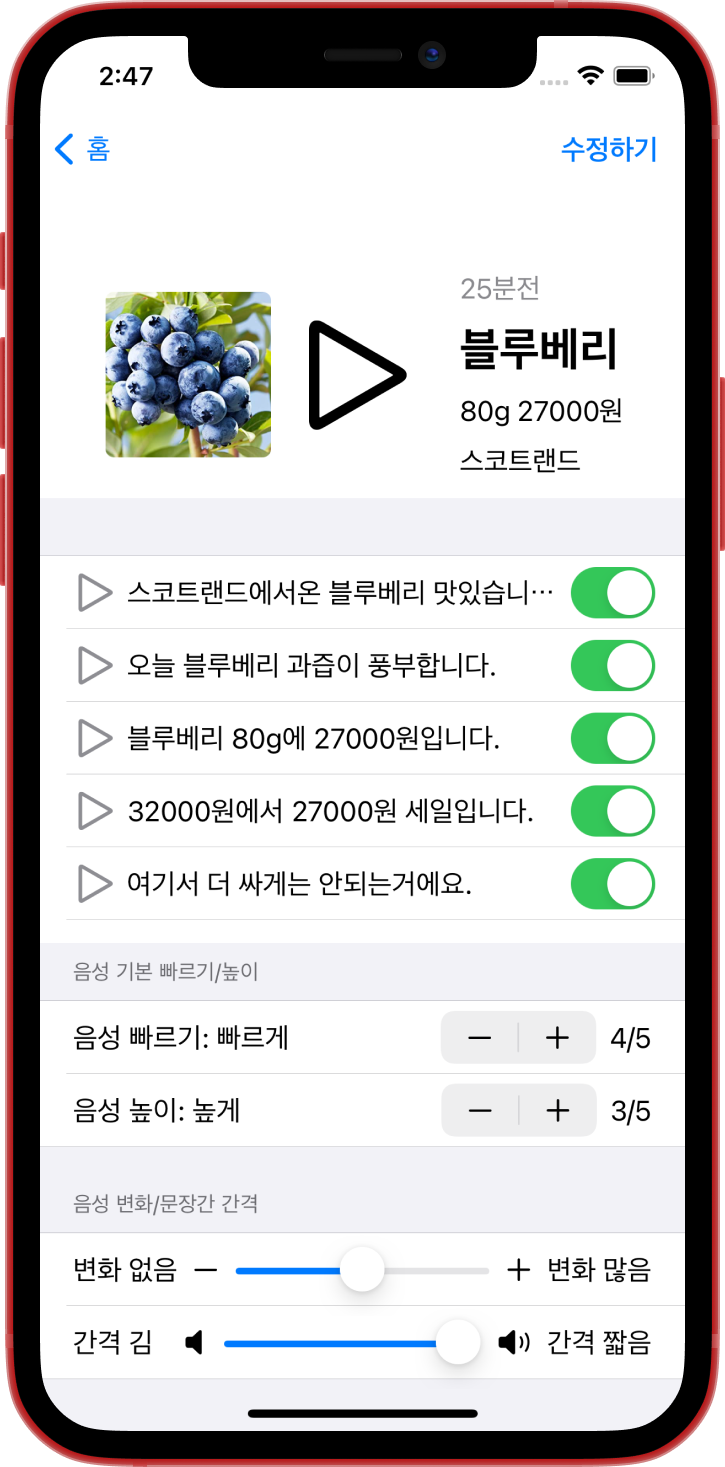 2:47
홈
수정하기
25분전
블루베리
80g 27000원
스코트랜드
스코트랜드에서온 블루베리 맛있습니…
오늘 블루베리 과즙이 풍부합니다.
블루베리 80g에 27000원입니다.
32000원에서 27000원 세일입니다.
여기서 더 싸게는 안되는거에요.
음성 기본 빠르기/높이
음성 빠르기: 빠르게 4/5
음성 높이: 높게 3/5
음성 변화/문장간 간격
변화 없음 변화 많음
간격 김 간격 짧음